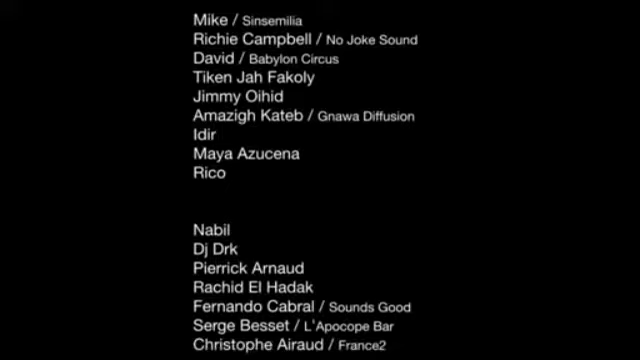 Mike / Sinsemilia
Richie Campbell / No Joke Sound
David / Babylon Circus
Tiken Jah Fakoly
Jimmy Oihid
Amazigh Kateb / Gnawa Diffusion
Idir
Maya Azucena
Rico
Nabil
Dj Drk
Pierrick Arnaud
Rachid El Hadak
Fernando Cabral / Sounds Good
Serge Besset / L'Apocope Bar
Christophe Airaud / France2